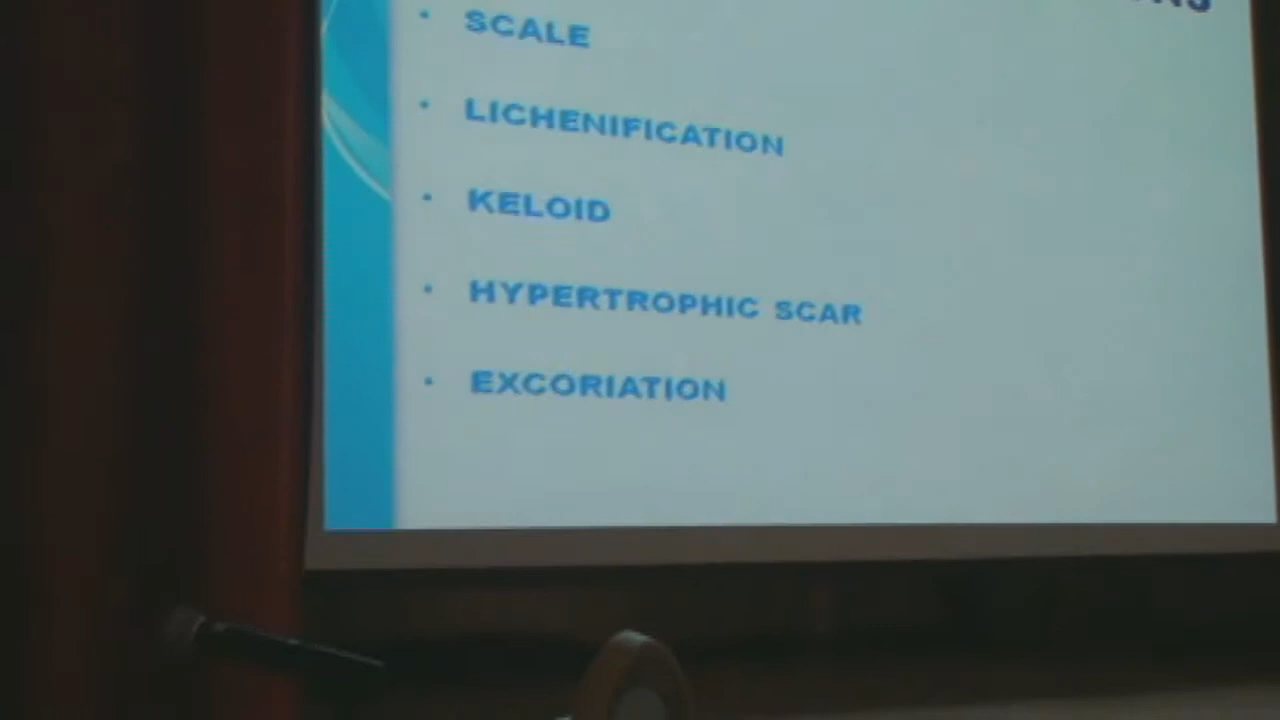 • SCALE
• LICHENIFICATION
• KELOID
• HYPERTROPHIC SCAR
• EXCORIATION